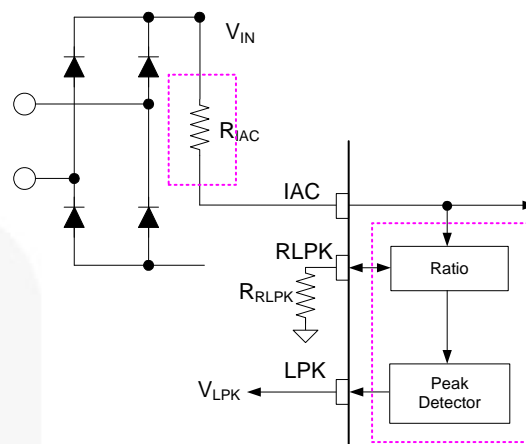 VIN
RIAC
IAC
RLPK
Ratio
RRLPK
LPK
VLPK
Peak
Detector